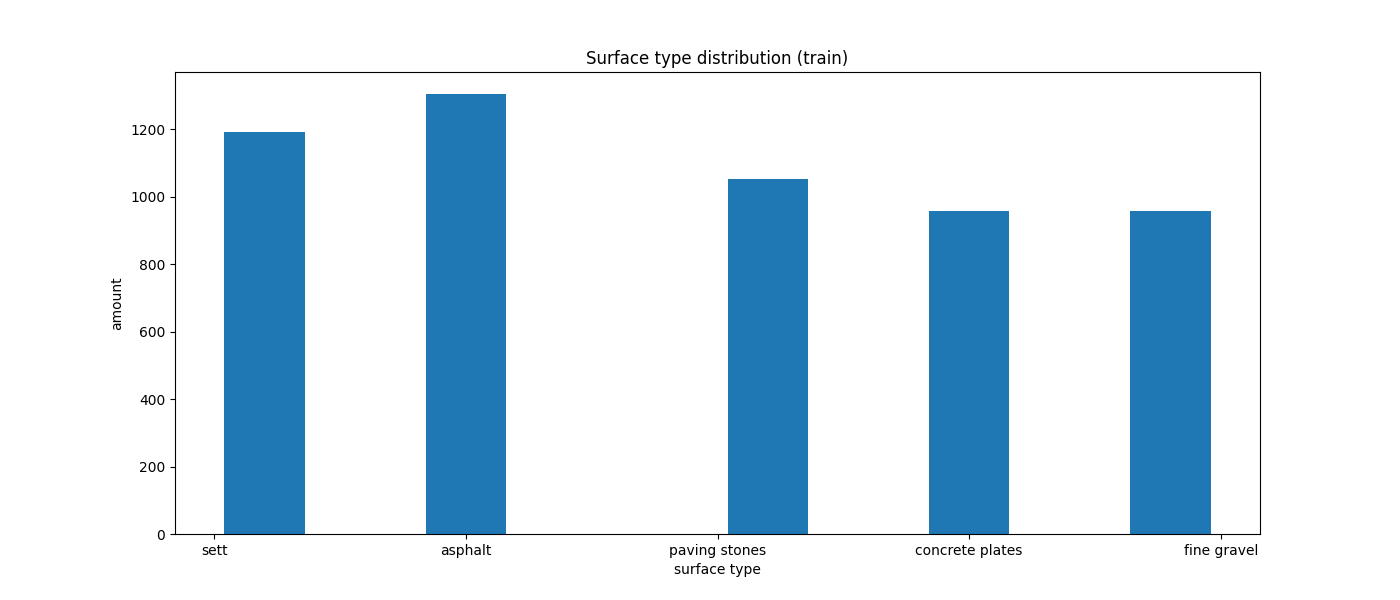 Surface type distribution (train)
1200
1000
800
600
400
200
0
amount
sett asphalt paving stones concrete plates fine gravel
surface type